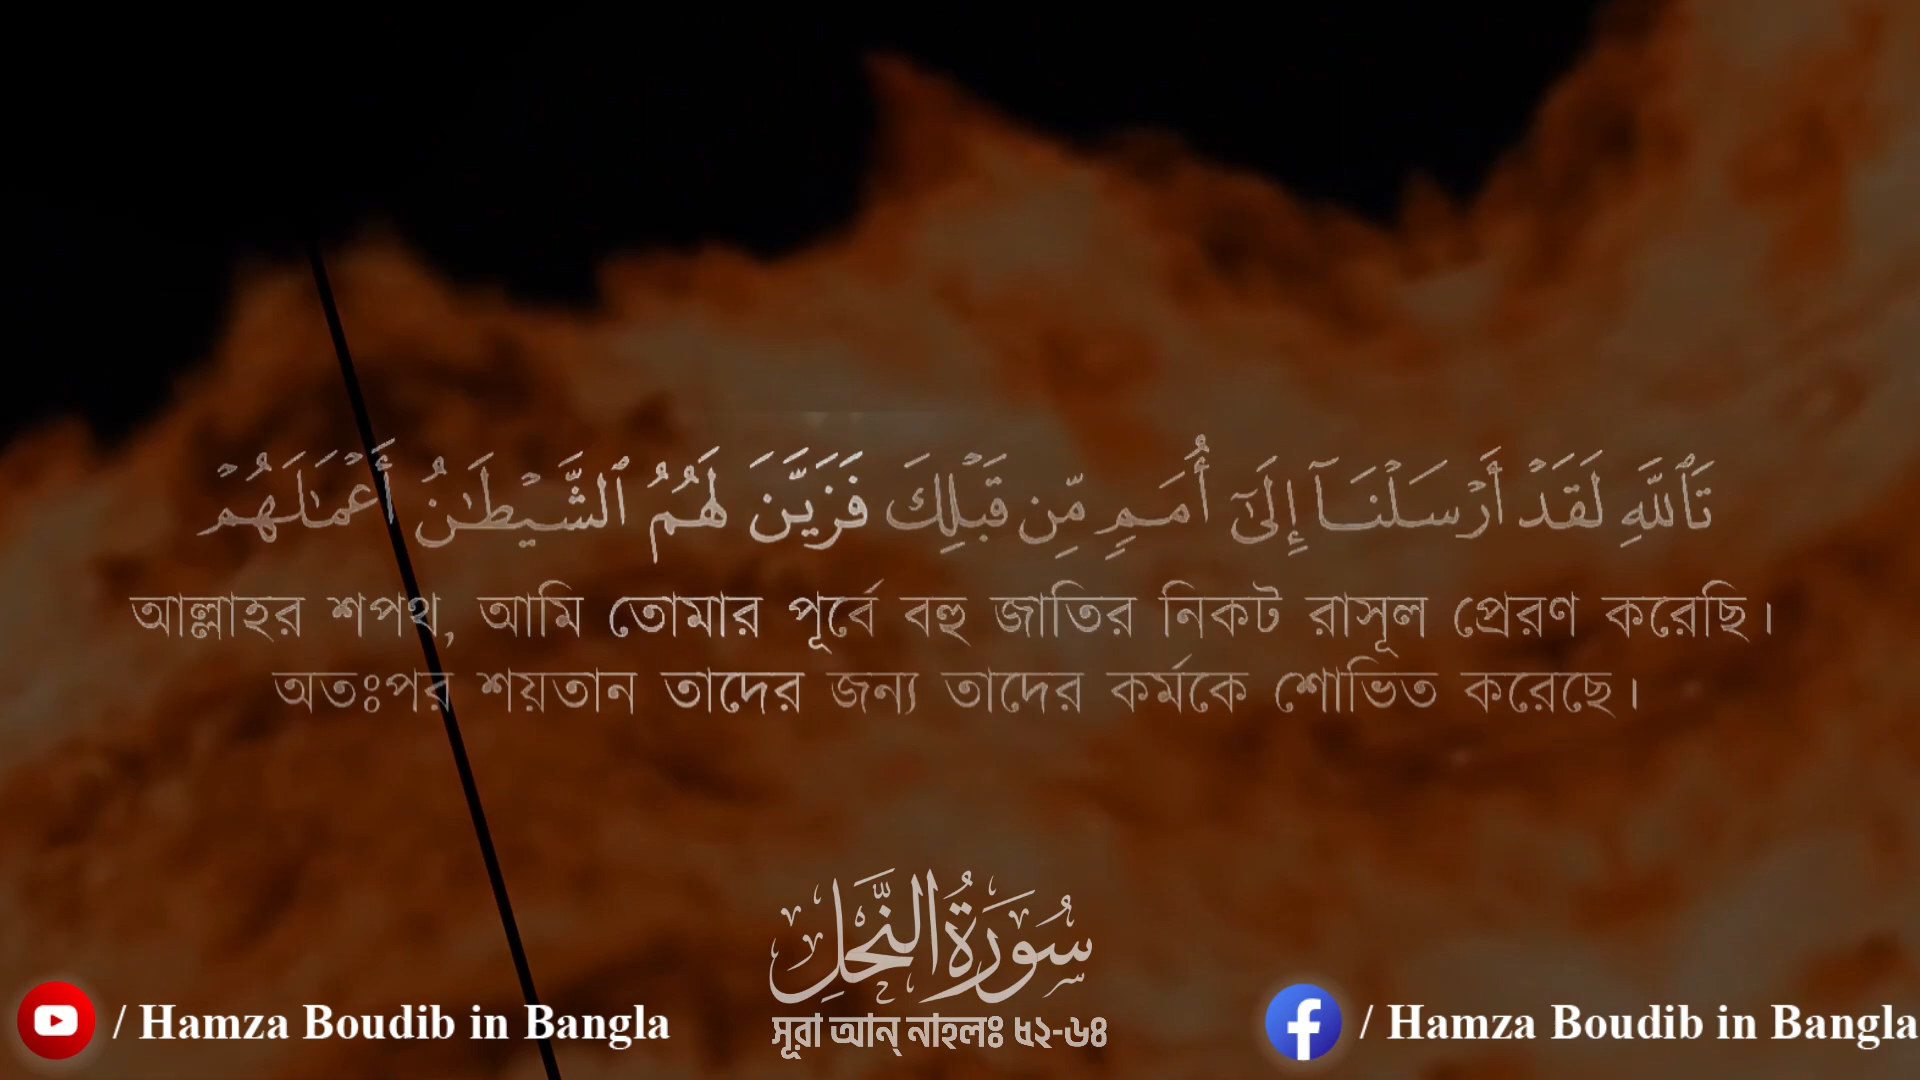 تَٱللَّهِ لَقَدۡ أَرۡسَلۡنَآ إِلَىٰٓ أُمَمٖ مِّن قَبۡلِكَ فَزَيَّنَ لَهُمُ ٱلشَّيۡطَٰنُ أَعۡمَٰلَهُمۡ
আল্লাহর শপথ, আমি তোমার পূর্বে বহু জাতির নিকট রাসূল প্রেরণ করেছি।
অতঃপর শয়তান তাদের জন্য তাদের কর্মকে শোভিত করেছে।
سُورَةُ النَّحْلِ
সূরা আন্ নাহলঃ ৫২-৬৪
/ Hamza Boudib in Bangla
/ Hamza Boudib in Bangla